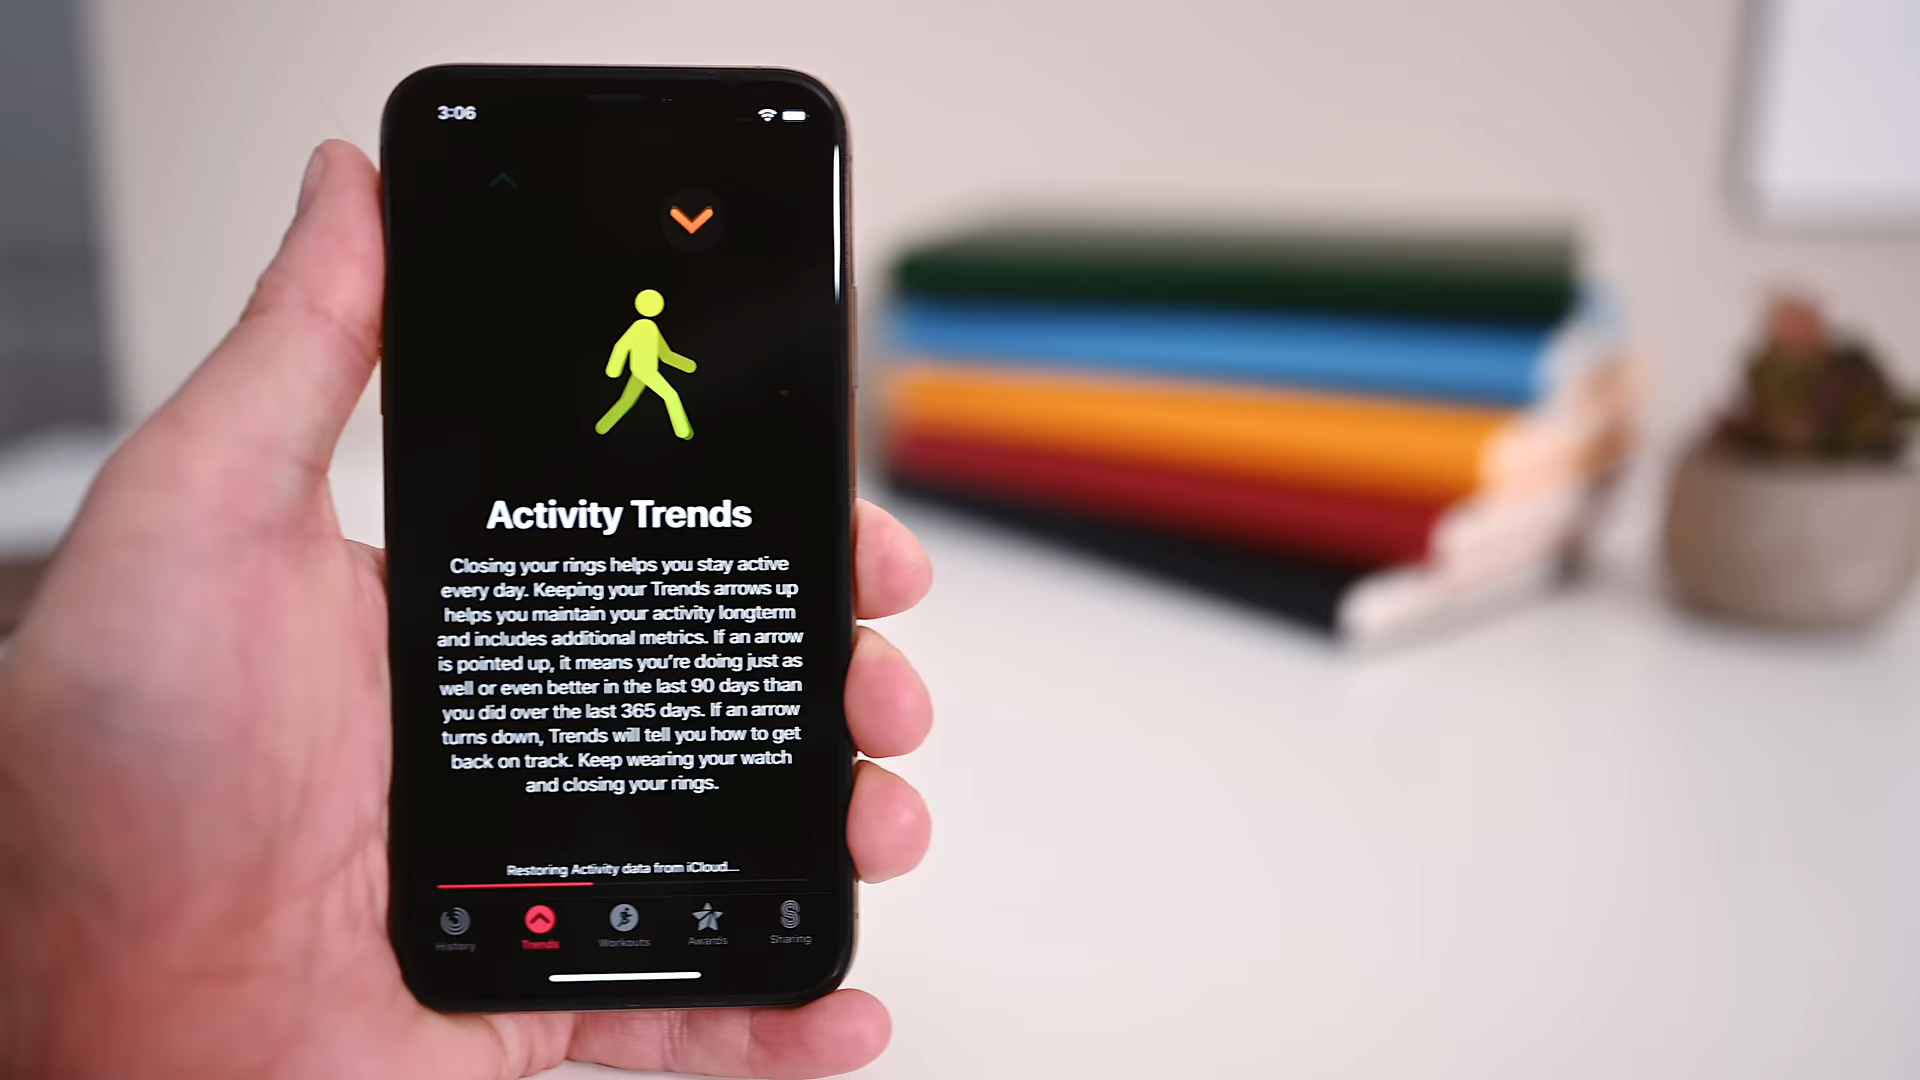 3:06
Activity Trends
Closing your rings helps you stay active
every day. Keeping your Trends arrows up
helps you maintain your activity longterm
and includes additional metrics. If an arrow
is pointed up, it means you're doing just as
well or even better in the last 90 days than
you did over the last 365 days. If an arrow
turns down, Trends will tell you how to get
back on track. Keep wearing your watch
and closing your rings.
Restoring Activity data from iCloud...
History Trends Workouts Awards Sharing